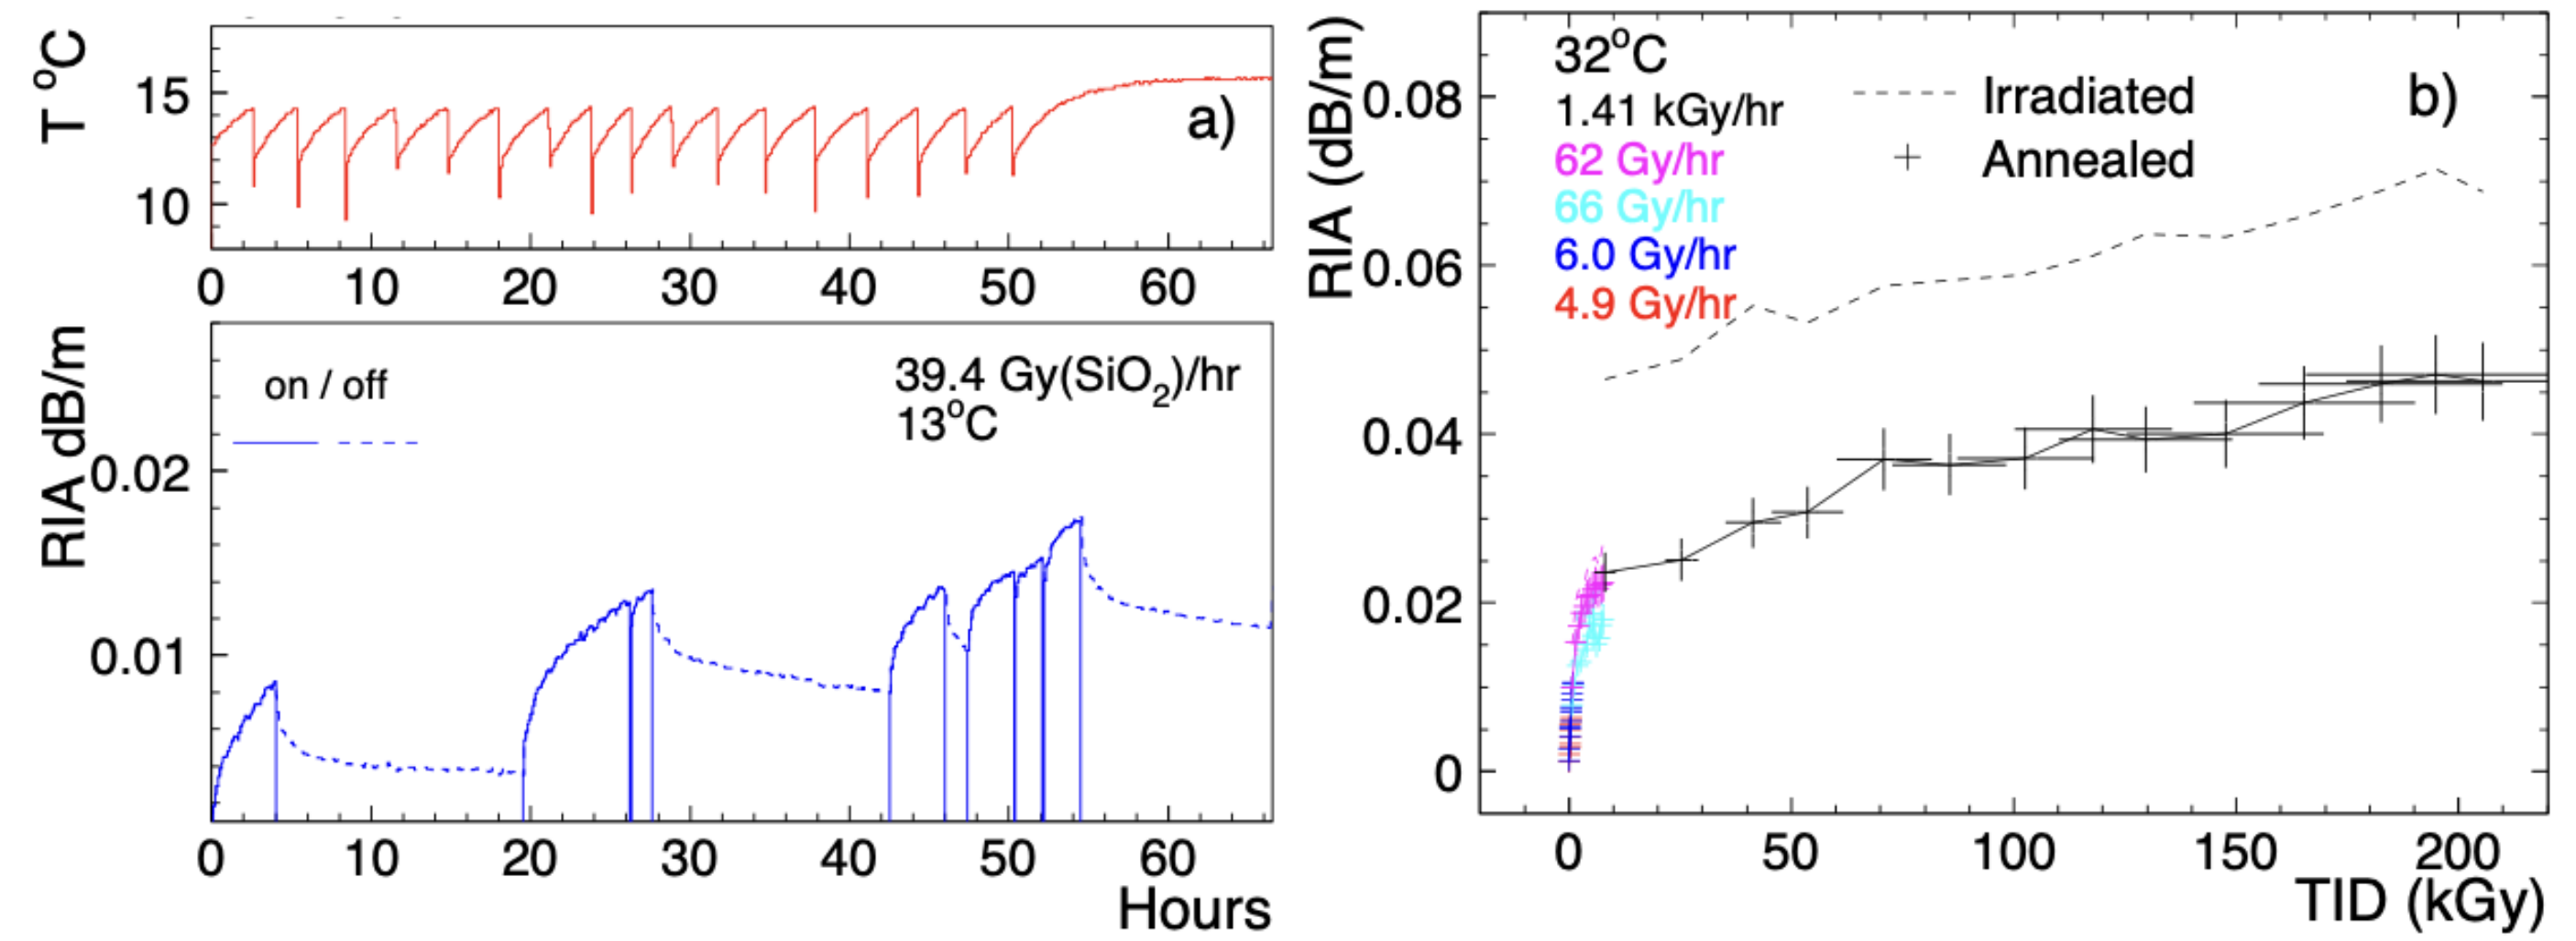 T °C
15
10
a)
0 10 20 30 40 50 60
RIA dB/m
on / off
39.4 Gy(SiO₂)/hr
13°C
0.02
0.01
0 10 20 30 40 50 60
Hours
RIA (dB/m)
0.08
0.06
0.04
0.02
0
32°C
1.41 kGy/hr
62 Gy/hr
66 Gy/hr
6.0 Gy/hr
4.9 Gy/hr
Irradiated
Annealed
b)
0 50 100 150 200
TID (kGy)